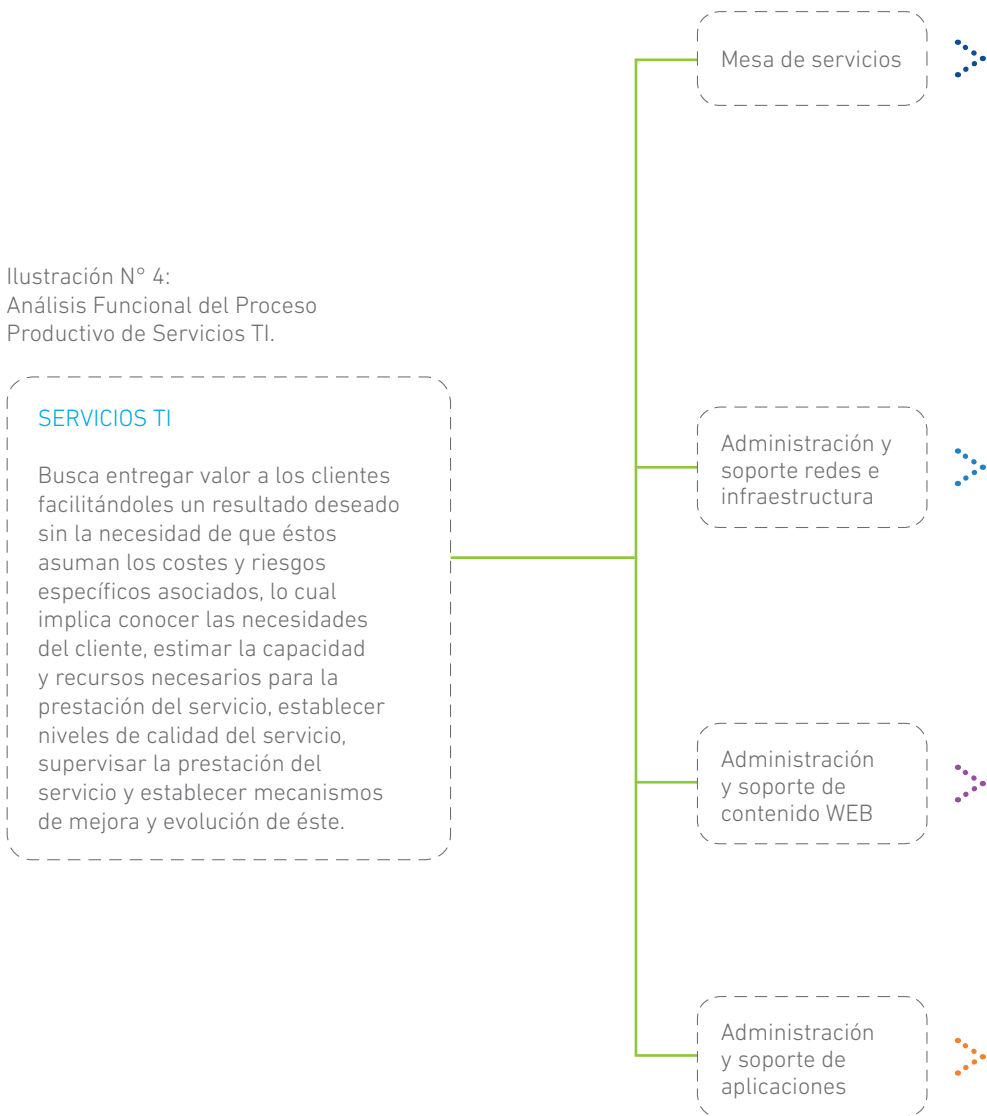 Mesa de servicios
Ilustración N° 4:
Análisis Funcional del Proceso
Productivo de Servicios TI.
SERVICIOS TI
Busca entregar valor a los clientes
facilitándoles un resultado deseado
sin la necesidad de que éstos
asuman los costes y riesgos
específicos asociados, lo cual
implica conocer las necesidades
del cliente, estimar la capacidad
y recursos necesarios para la
prestación del servicio, establecer
niveles de calidad del servicio,
supervisar la prestación del
servicio y establecer mecanismos
de mejora y evolución de éste.
Administración y
soporte redes e
infraestructura
Administración
y soporte de
contenido WEB
Administración
y soporte de
aplicaciones